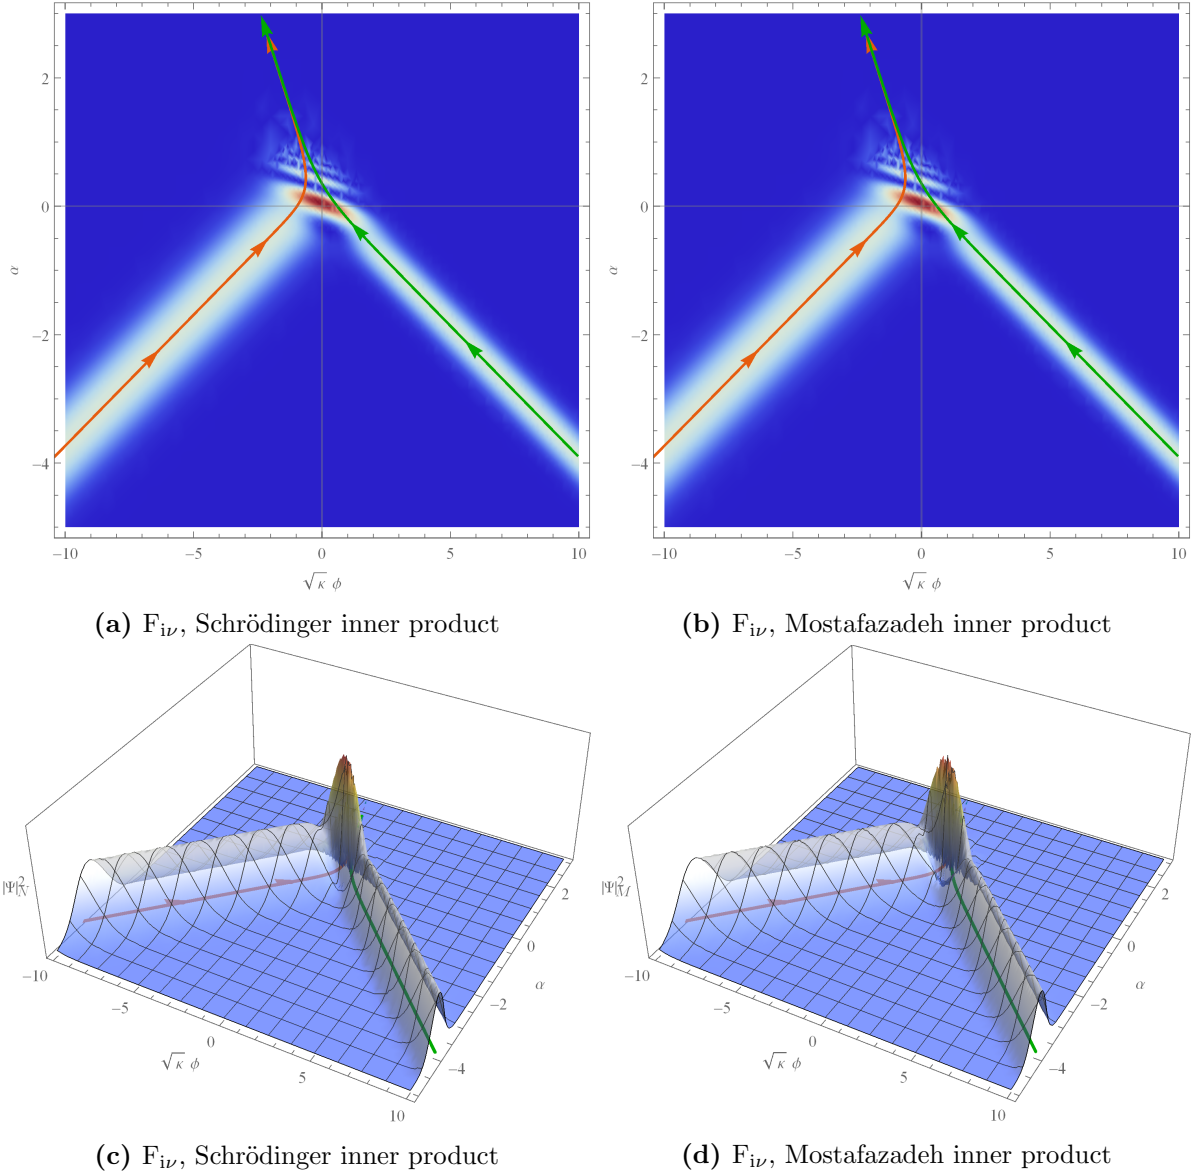 2
0
−2
−4
α
−10 −5 0 5 10
√κ ϕ
2
0
−2
−4
α
−10 −5 0 5 10
√κ ϕ
(a) F_{iν}, Schrödinger inner product
(b) F_{iν}, Mostafazadeh inner product
|Ψ|²
−10
−5
0
5
10
√κ ϕ
2
0
−2
−4
α
|Ψ|²
−10
−5
0
5
10
√κ ϕ
2
0
−2
−4
α
(c) F_{iν}, Schrödinger inner product
(d) F_{iν}, Mostafazadeh inner product